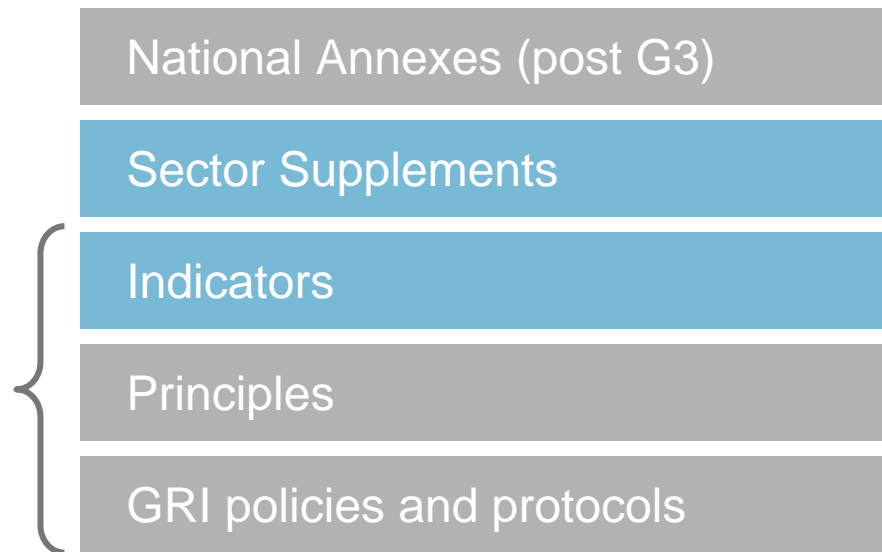 National Annexes (post G3)
Sector Supplements
Indicators
Principles
GRI policies and protocols